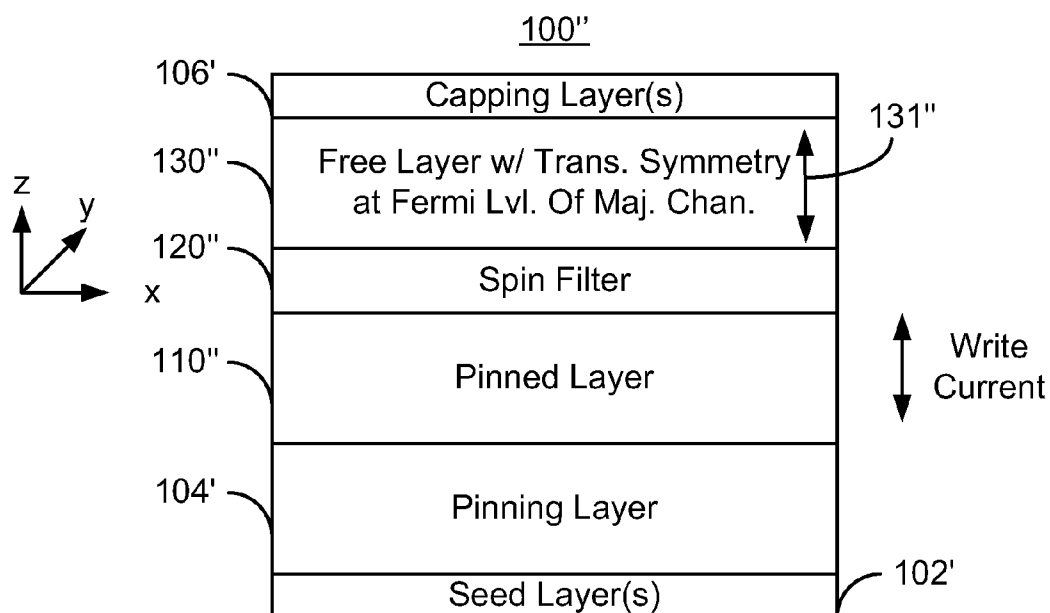 100"
106'
Capping Layer(s)
131"
130"
Free Layer w/ Trans. Symmetry
at Fermi Lvl. Of Maj. Chan.
z
y
x
120"
Spin Filter
110"
Pinned Layer
Write
Current
104'
Pinning Layer
102'
Seed Layer(s)